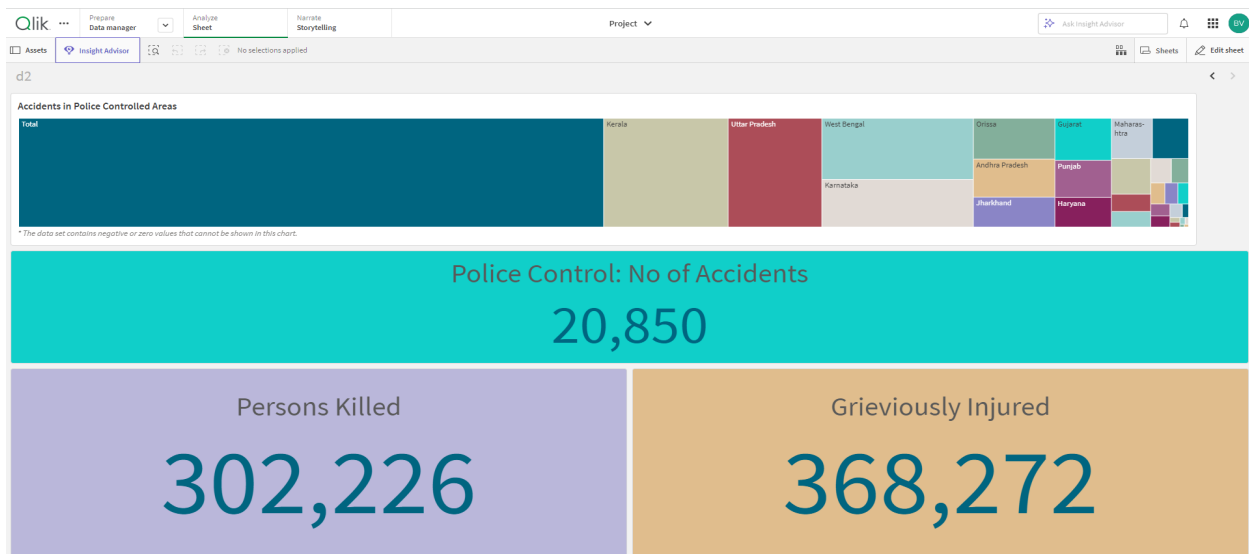 Qlik
Prepare
Data manager
Analyze
Sheet
Narrate
Storytelling
Project
Ask Insight Advisor
BV
Assets
Insight Advisor
No selections applied
Sheets
Edit sheet
d2
Accidents in Police Controlled Areas
Total
Kerala
Uttar Pradesh
West Bengal
Orissa
Gujarat
Maharas-
htra
Andhra Pradesh
Punjab
Karnataka
Jharkhand
Haryana
* The data set contains negative or zero values that cannot be shown in this chart.
Police Control: No of Accidents
20,850
Persons Killed
302,226
Grieviously Injured
368,272